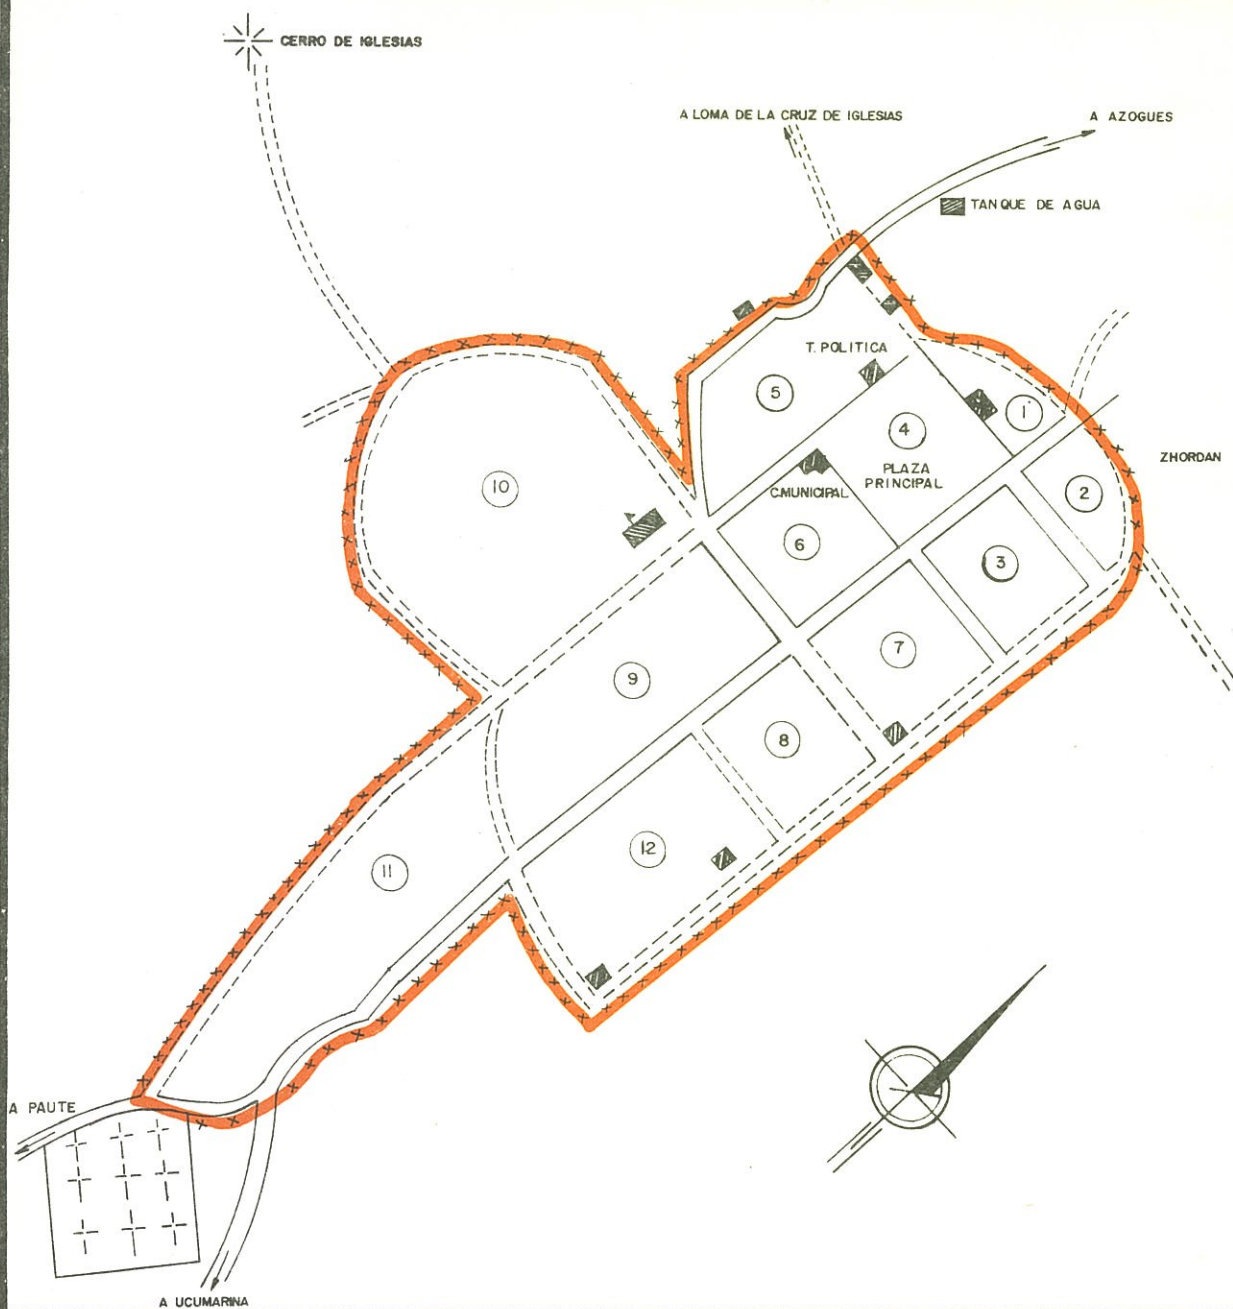 CERRO DE IGLESIAS
A LOMA DE LA CRUZ DE IGLESIAS
A AZOGUES
TANQUE DE AGUA
T. POLITICA
5
1
4
PLAZA
PRINCIPAL
ZHORDAN
10
C.MUNICIPAL
2
6
3
7
9
8
12
11
A PAUTE
A UCUMARINA